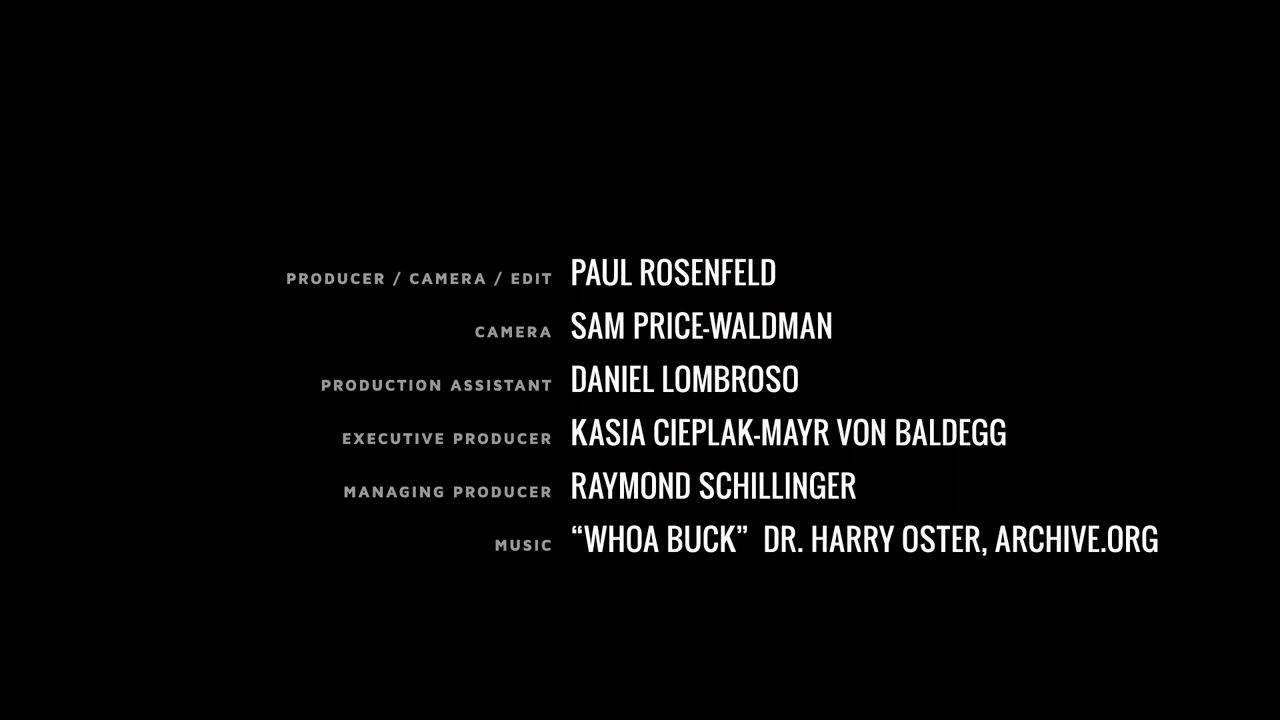 PRODUCER / CAMERA / EDIT PAUL ROSENFELD
CAMERA SAM PRICE-WALDMAN
PRODUCTION ASSISTANT DANIEL LOMBROSO
EXECUTIVE PRODUCER KASIA CIEPLAK-MAYR VON BALDEGG
MANAGING PRODUCER RAYMOND SCHILLINGER
MUSIC “WHOA BUCK” DR. HARRY OSTER, ARCHIVE.ORG